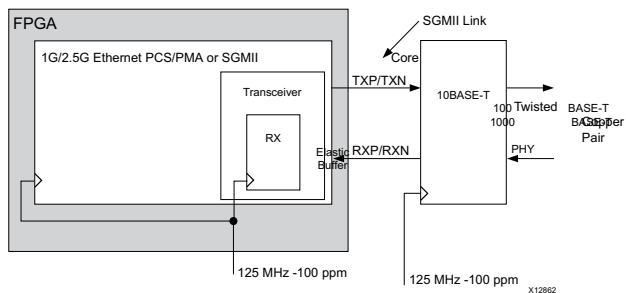 FPGA
SGMII Link
1G/2.5G Ethernet PCS/PMA or SGMII
Core
TXP/TXN
Transceiver
10BASE-T
100
1000
Twisted
BASE-T
BASE-T
Copper
Pair
RX
Elastic
Buffer
RXP/RXN
PHY
125 MHz -100 ppm
125 MHz -100 ppm
X12862